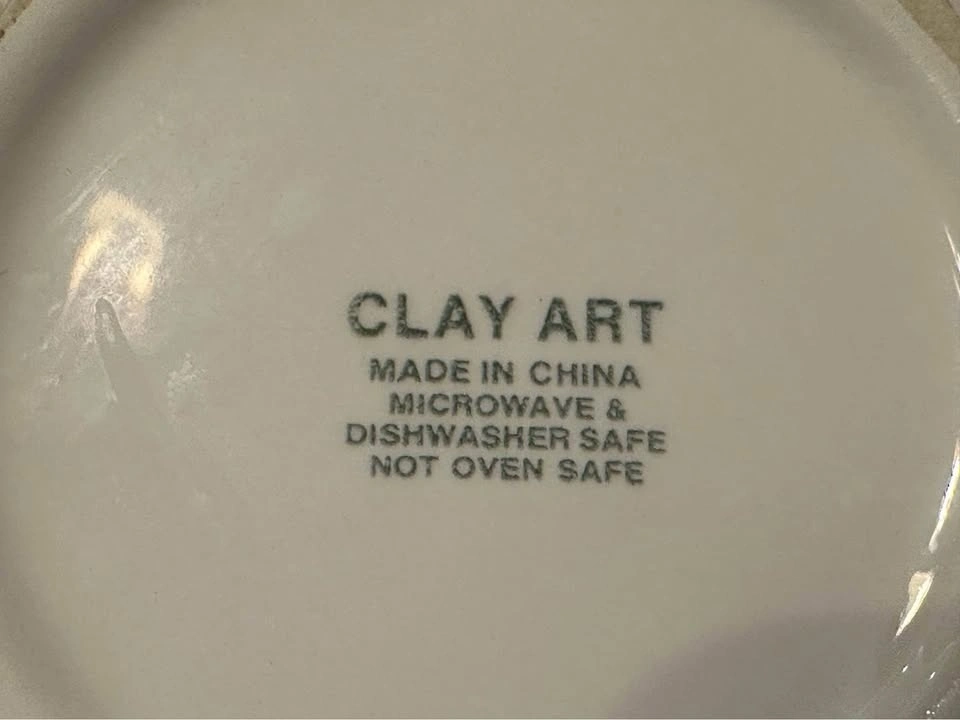 CLAY ART
MADE IN CHINA
MICROWAVE &
DISHWASHER SAFE
NOT OVEN SAFE